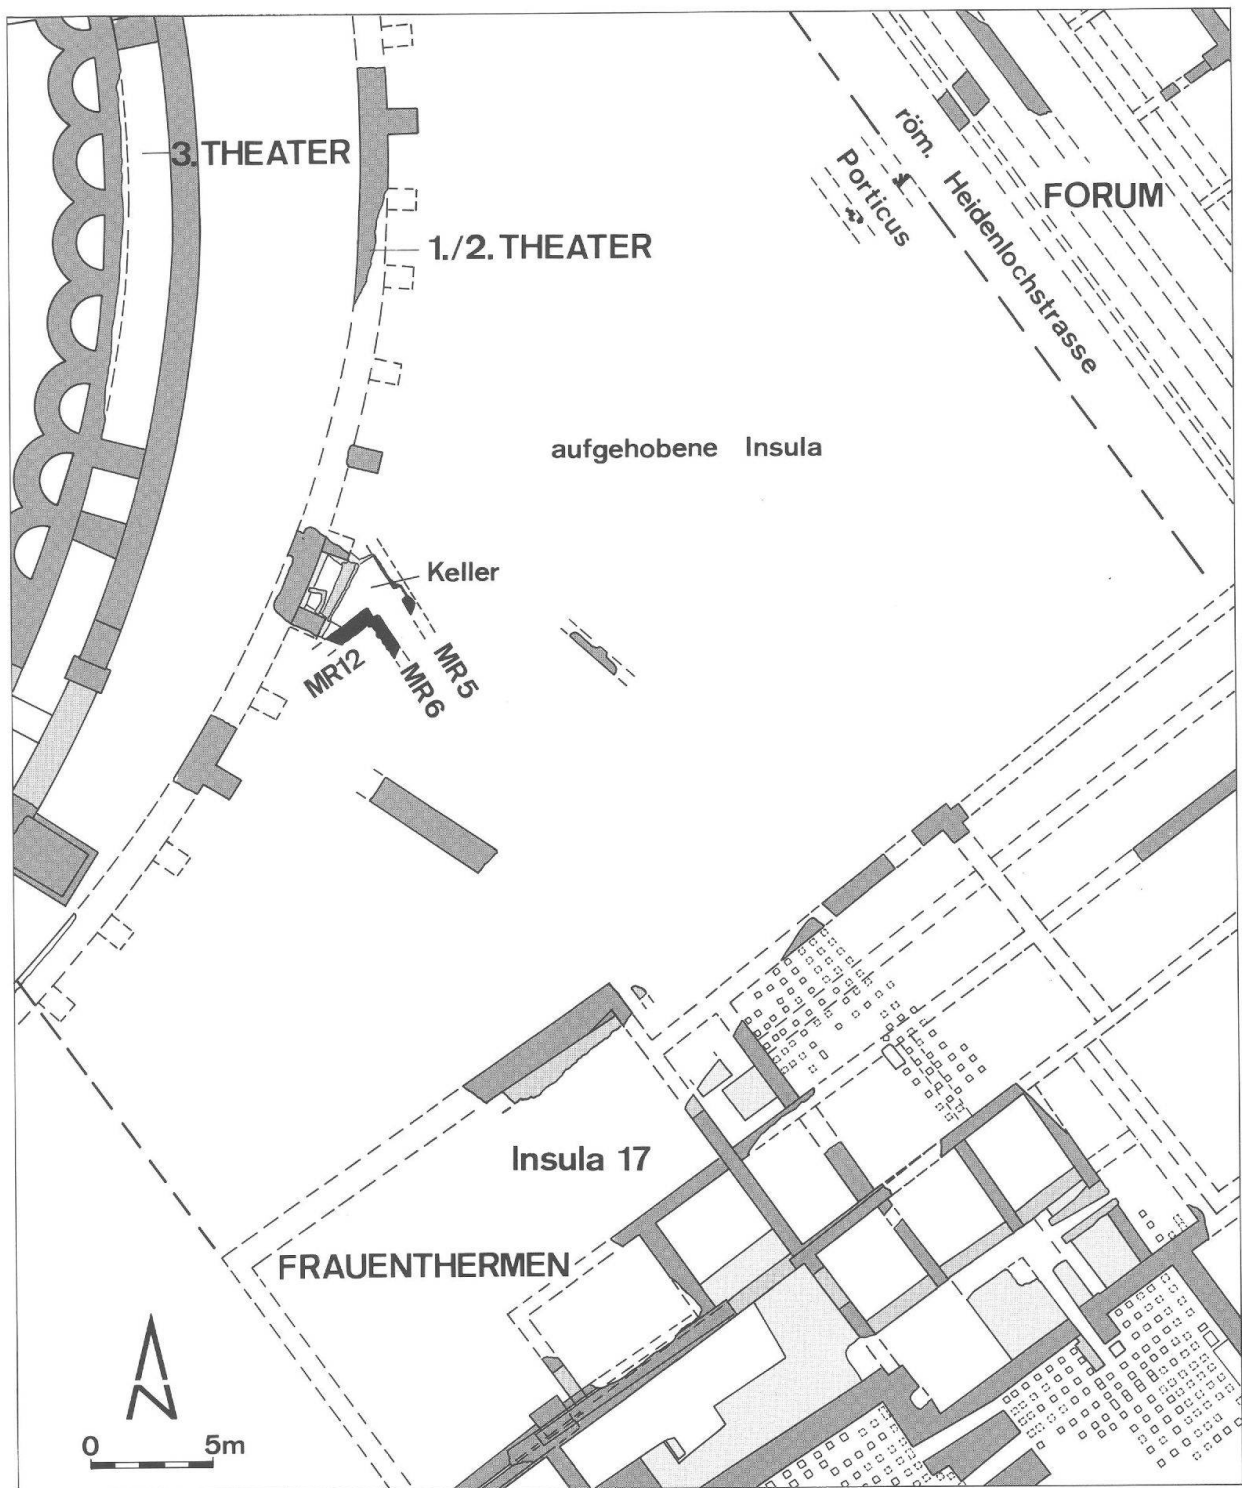 3. THEATER
1./2. THEATER
röm. Heidenlochstrasse
Porticus
FORUM
aufgehobene Insula
Keller
MR12
MR6
MR5
Insula 17
FRAUENTHERMEN
N
0 5m